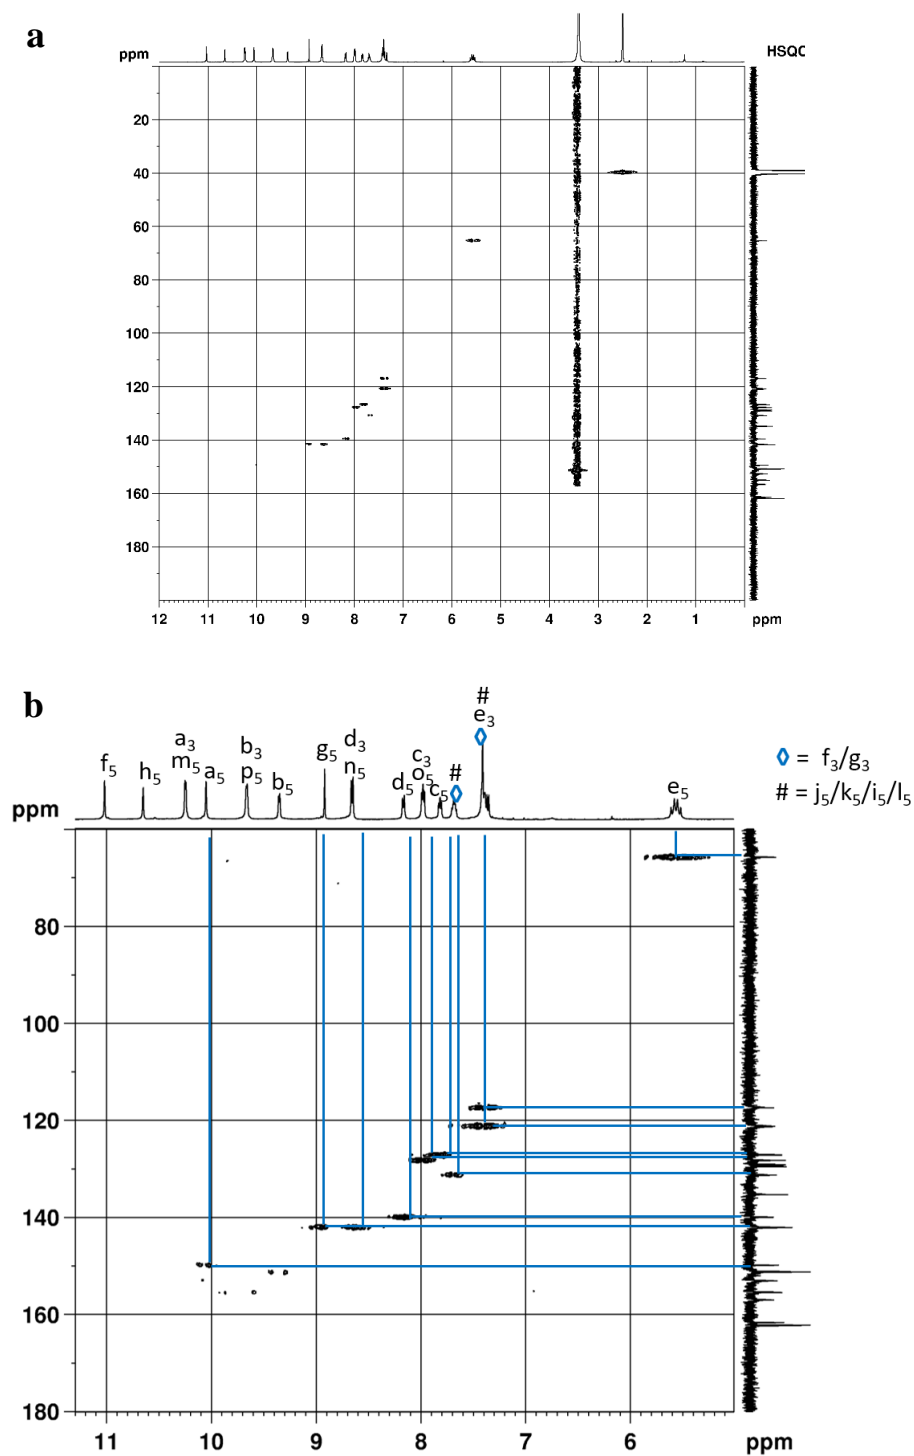 a
ppm
HSQC
20
40
60
80
100
120
140
160
180
12 11 10 9 8 7 6 5 4 3 2 1 ppm
b
#
e₃
a₃ b₃ d₃ c₃
f₅ h₅ m₅ a₅ p₅ b₅ g₅ n₅ d₅ o₅ c₅ # e₅
◊ = f₃/g₃
# = j₅/k₅/i₅/l₅
ppm
80
100
120
140
160
180
11 10 9 8 7 6 ppm